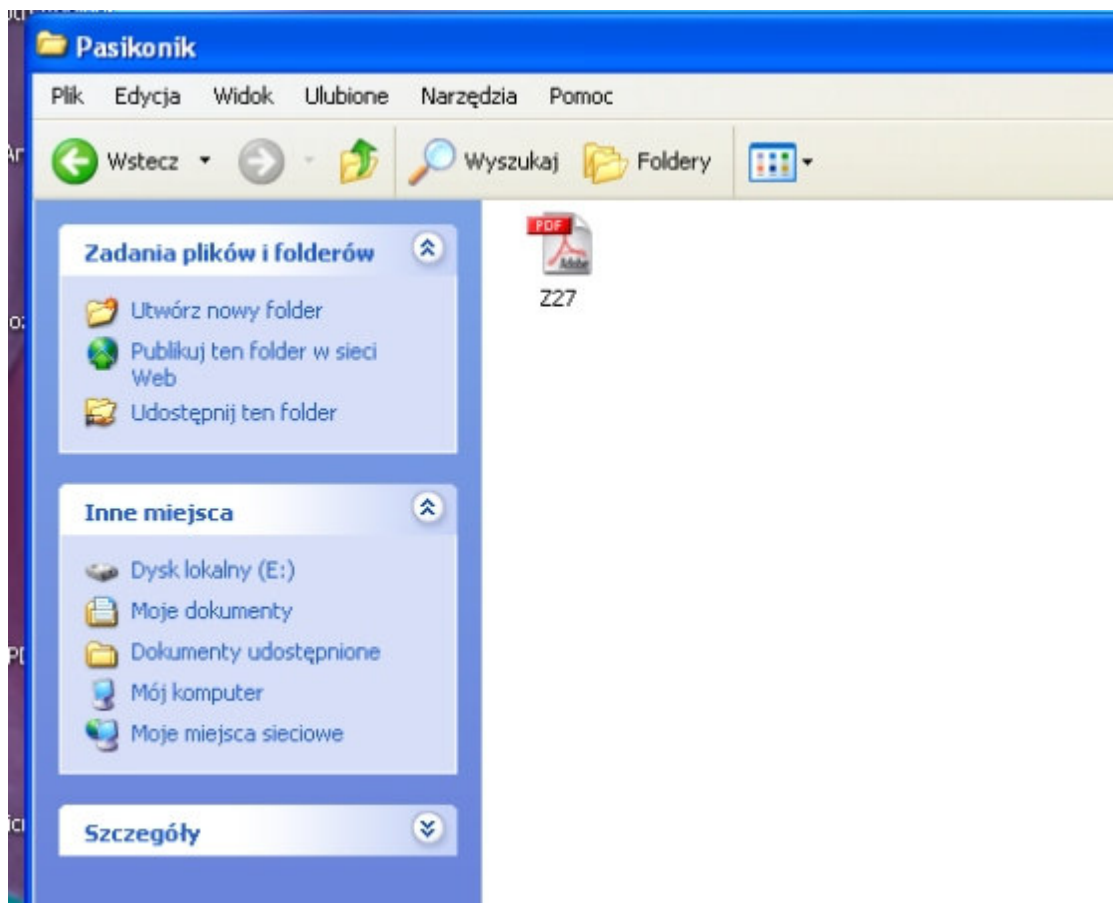 Pasikonik
Plik Edycja Widok Ulubione Narzędzia Pomoc
Wstecz Wyszukaj Foldery
Zadania plików i folderów
Utwórz nowy folder
Publikuj ten folder w sieci
Web
Udostępnij ten folder
Inne miejsca
Dysk lokalny (E:)
Moje dokumenty
Dokumenty udostępnione
Mój komputer
Moje miejsca sieciowe
Szczegóły
PDF
Adobe
Z27